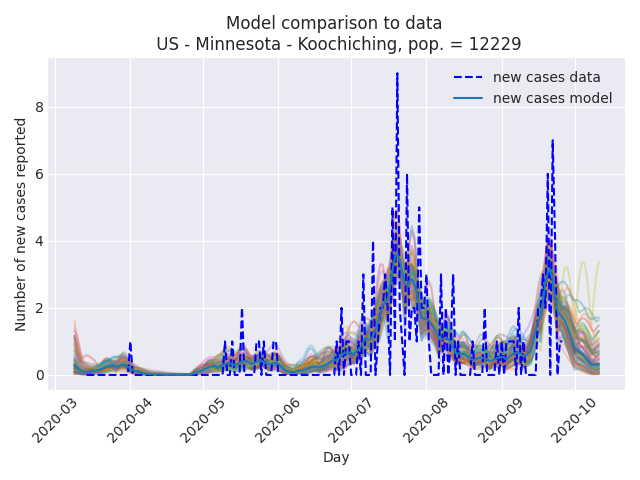 Model comparison to data
US - Minnesota - Koochiching, pop. = 12229
new cases data
new cases model
Number of new cases reported
8
6
4
2
0
2020-03
2020-04
2020-05
2020-06
2020-07
2020-08
2020-09
2020-10
Day